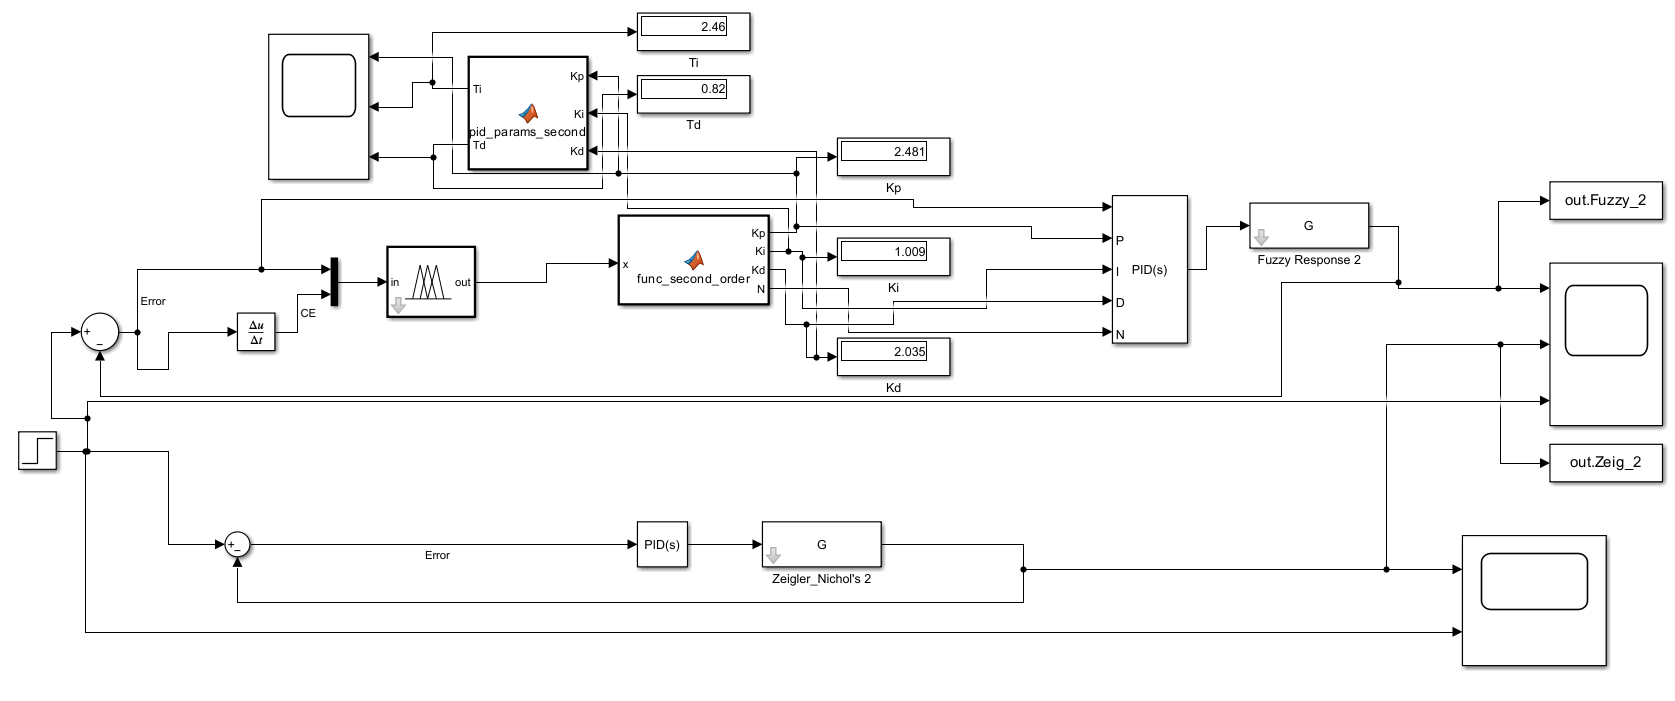 2.46
Ti
Kp
Ti
0.82
Ki
pid_params_second
Td
Td
Kd
2.481
Kp
out.Fuzzy_2
G
Kp
P
Ki
1.009
Fuzzy Response 2
x
Kd
PID(s)
I
func_second_order
in
out
N
Ki
Error
D
CE
+
Δu
Δt
N
−
2.035
Kd
out.Zeig_2
+
−
PID(s)
G
Error
Zeigler_Nichol's 2